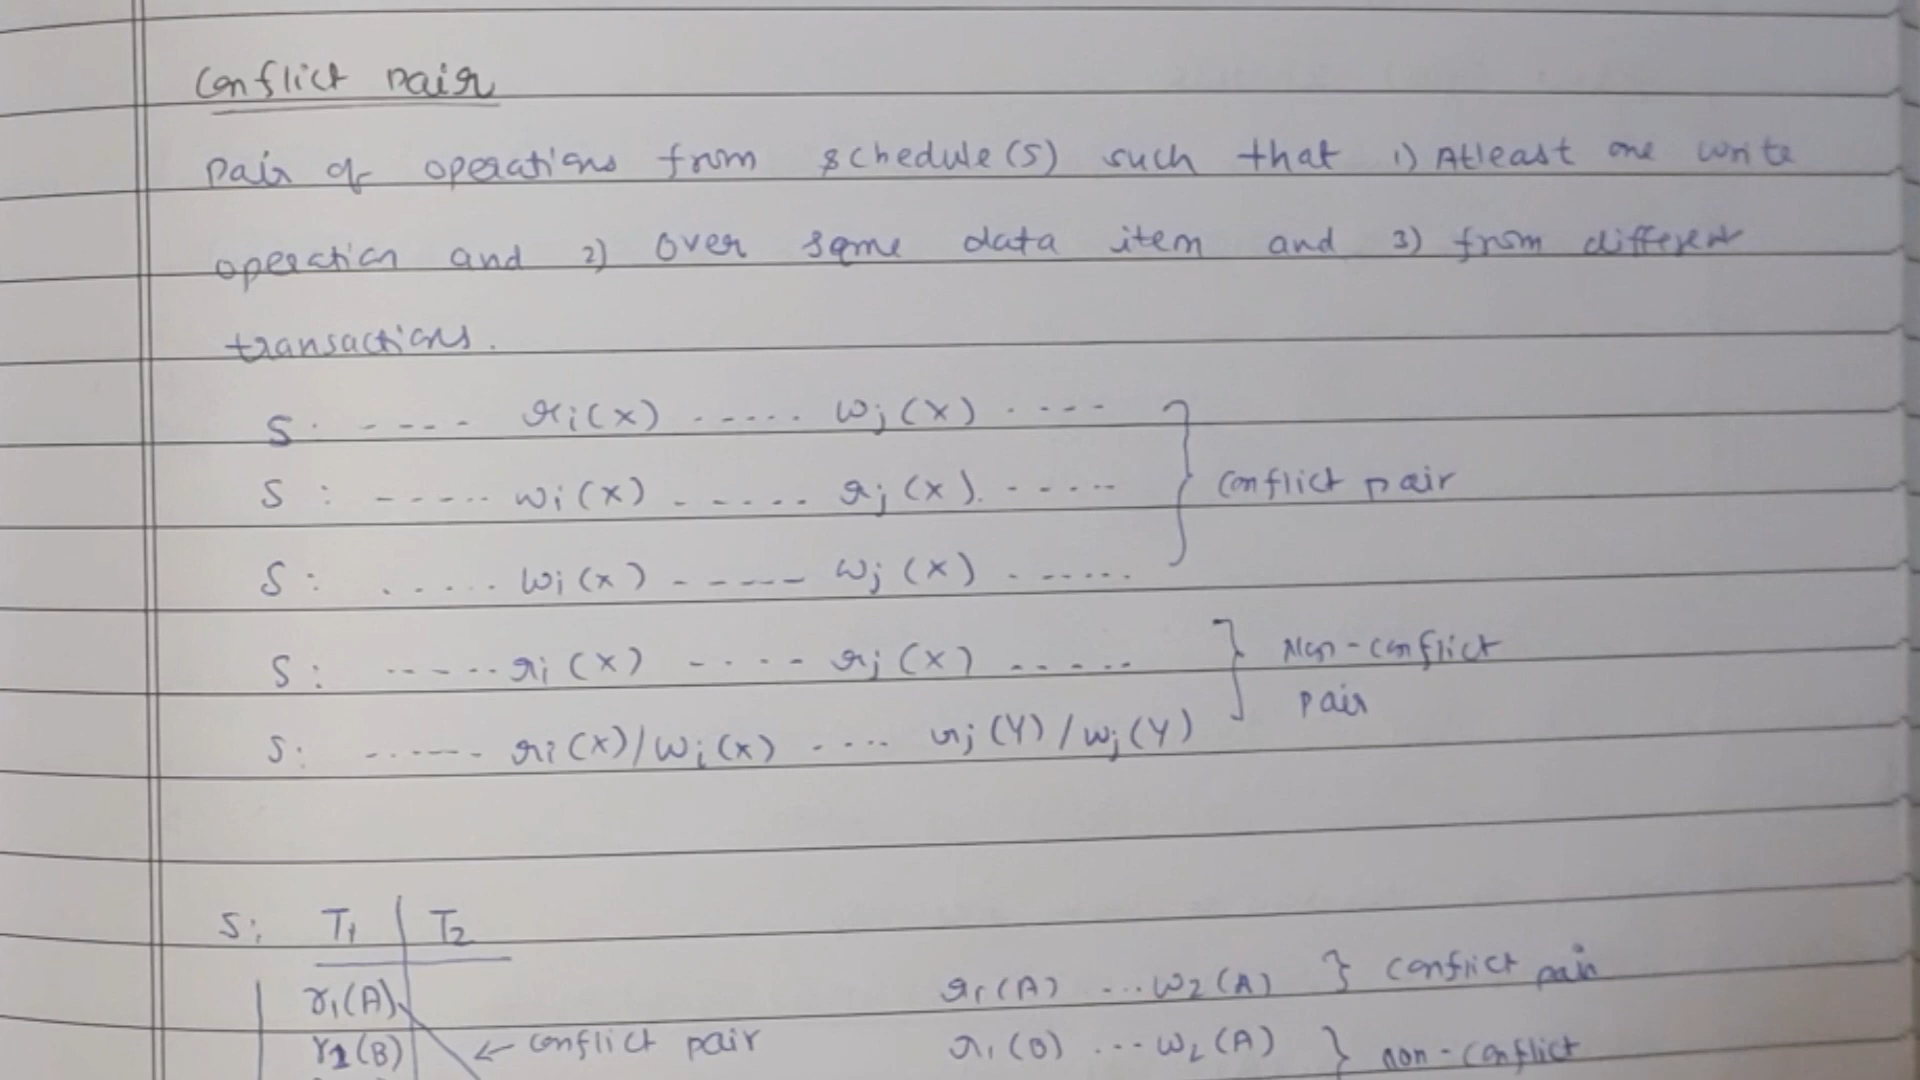 Conflict pair
pair of operations from schedule(s) such that 1) Atleast one write
operation and 2) over same data item and 3) from different
transactions.
S: ----- ri(x) ...... wj(x) ....
S: ----- wi(x) ...... rj(x). .....
S: ...... wi(x) ------ wj(x) ......
conflict pair
S: ------ ri(x) ----- rj(x) ......
S: ------ ri(x)/wi(x) .... rj(Y)/wj(Y)
Non-conflict
pair
S: T1 T2
r1(A)
r1(B) ← conflict pair
r1(A) ...w2(A) } conflict pair
r1(B) ...w2(A) } non-conflict